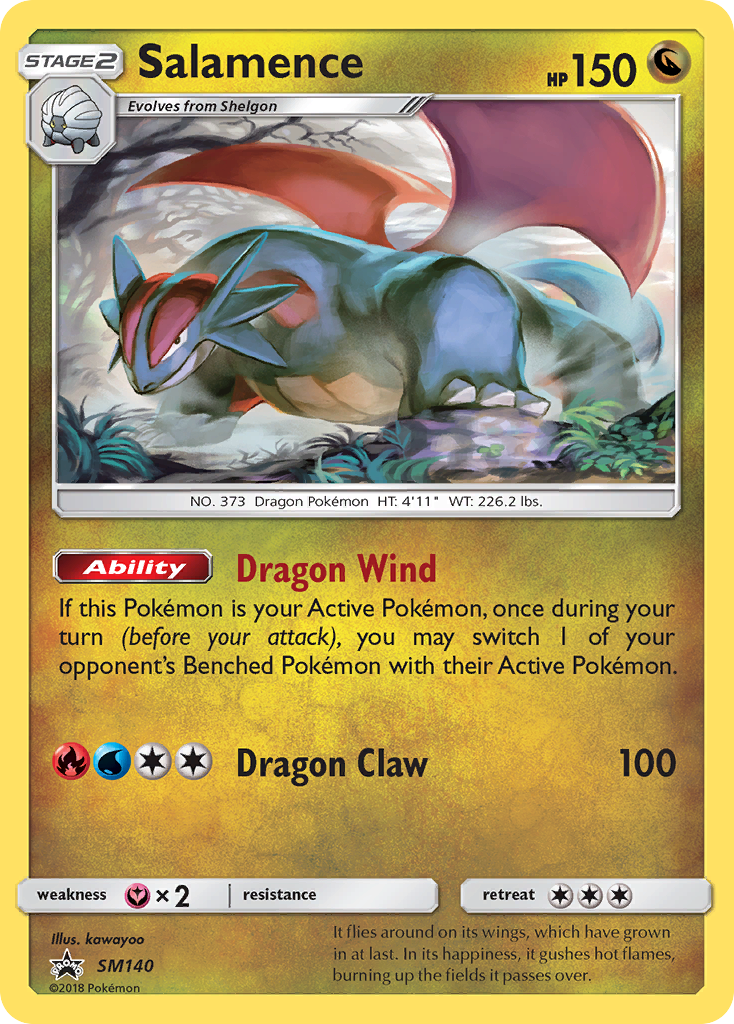 STAGE2
Salamence
HP 150
Evolves from Shelgon
NO. 373 Dragon Pokémon HT: 4'11" WT: 226.2 lbs.
Ability Dragon Wind
If this Pokémon is your Active Pokémon, once during your
turn (before your attack), you may switch 1 of your
opponent's Benched Pokémon with their Active Pokémon.
Dragon Claw 100
weakness ×2 resistance retreat
Illus. kawayoo
PROMO SM140
©2018 Pokémon
It flies around on its wings, which have grown
in at last. In its happiness, it gushes hot flames,
burning up the fields it passes over.